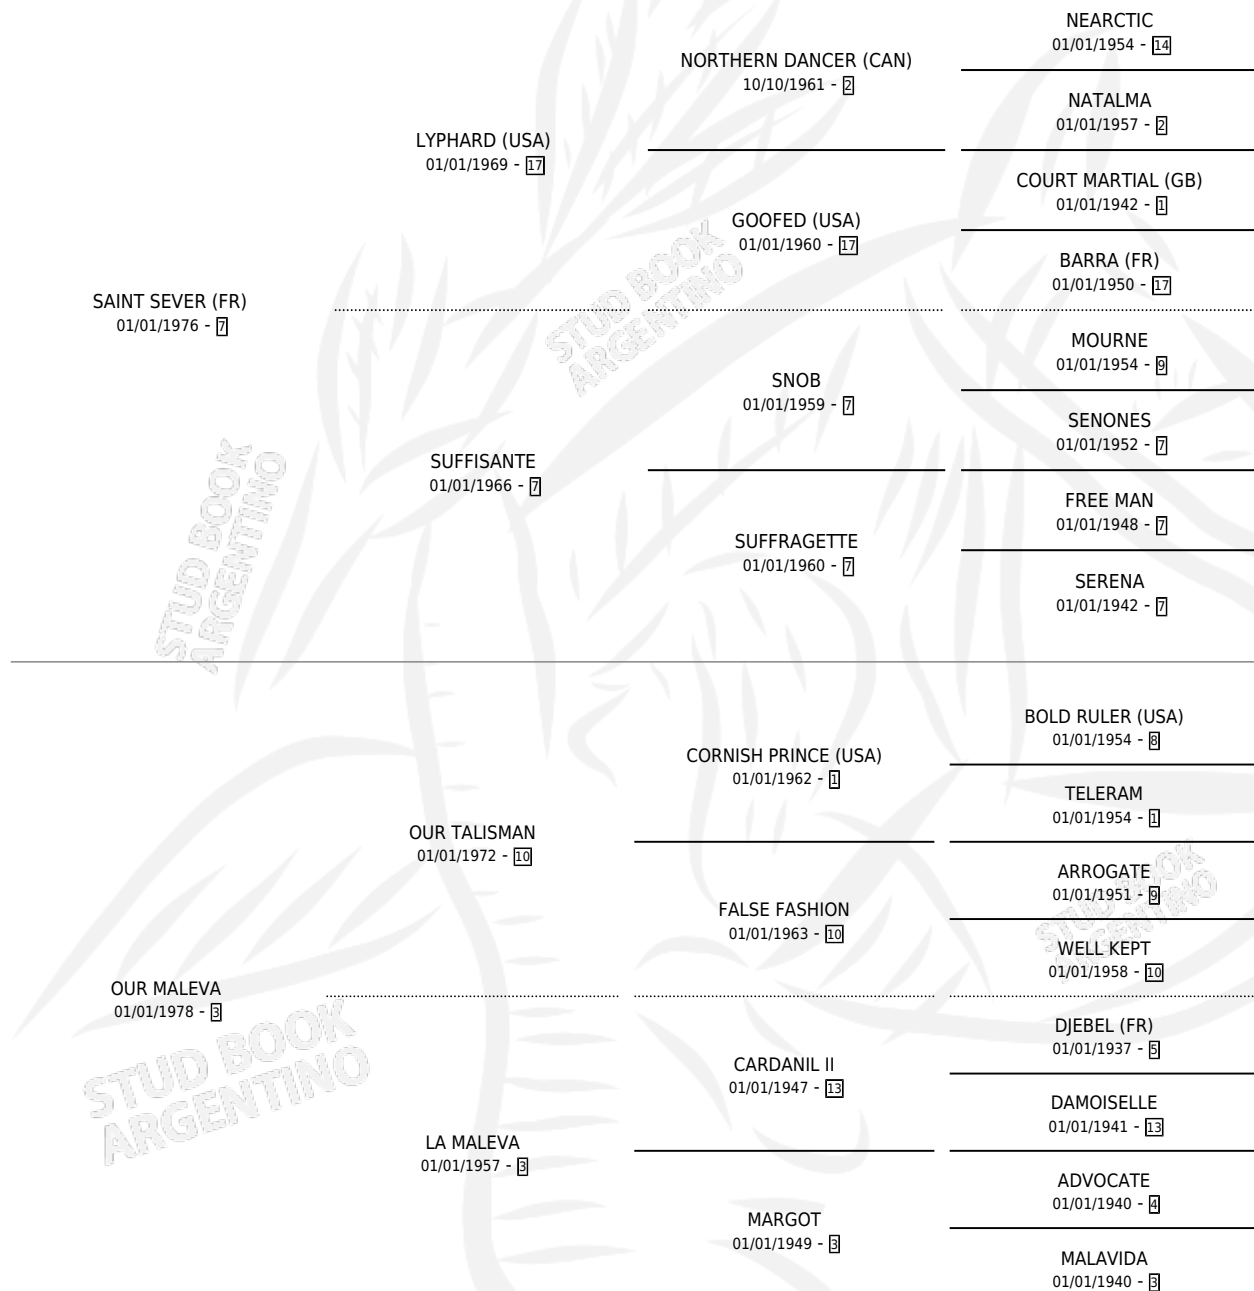 NEARCTIC
01/01/1954 - 14
NORTHERN DANCER (CAN)
10/10/1961 - 2
NATALMA
01/01/1957 - 2
LYPHARD (USA)
01/01/1969 - 17
COURT MARTIAL (GB)
01/01/1942 - 1
GOOFED (USA)
01/01/1960 - 17
BARRA (FR)
01/01/1950 - 17
SAINT SEVER (FR)
01/01/1976 - 7
STUD BOOK
ARGENTINO
MOURNE
01/01/1954 - 9
SNOB
01/01/1959 - 7
SENONES
01/01/1952 - 7
SUFFISANTE
01/01/1966 - 7
FREE MAN
01/01/1948 - 7
SUFFRAGETTE
01/01/1960 - 7
SERENA
01/01/1942 - 7
STUD BOOK
ARGENTINO
BOLD RULER (USA)
01/01/1954 - 8
CORNISH PRINCE (USA)
01/01/1962 - 1
TELERAM
01/01/1954 - 1
OUR TALISMAN
01/01/1972 - 10
ARROGATE
01/01/1951 - 9
FALSE FASHION
01/01/1963 - 10
STUD BOOK
ARGENTINO
WELL KEPT
01/01/1958 - 10
OUR MALEVA
01/01/1978 - 3
DJEBEL (FR)
01/01/1937 - 5
CARDANIL II
01/01/1947 - 13
DAMOISELLE
01/01/1941 - 13
STUD BOOK
ARGENTINO
LA MALEVA
01/01/1957 - 3
ADVOCATE
01/01/1940 - 4
MARGOT
01/01/1949 - 3
MALAVIDA
01/01/1940 - 3